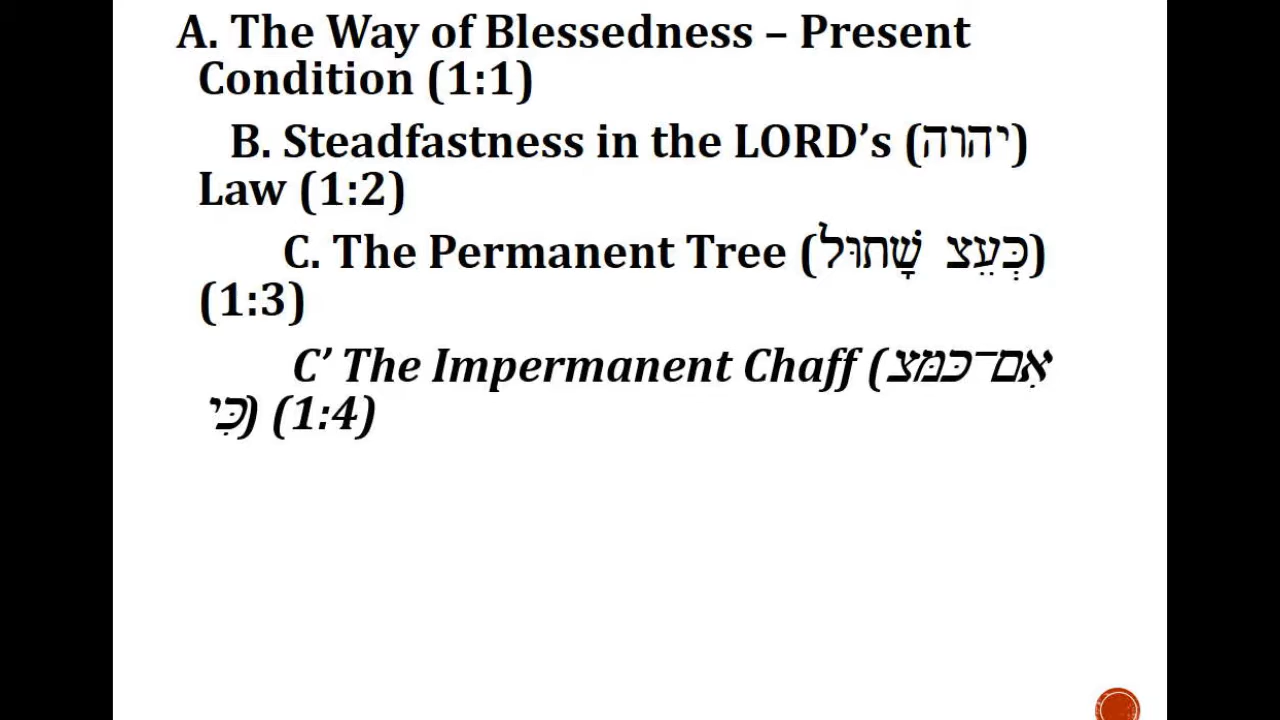 A. The Way of Blessedness – Present
Condition (1:1)
B. Steadfastness in the LORD’s (יהוה)
Law (1:2)
C. The Permanent Tree (כְּעֵצ שָׁתוּל)
(1:3)
C’ The Impermanent Chaff (אִם־כּמּצ
כִּי) (1:4)